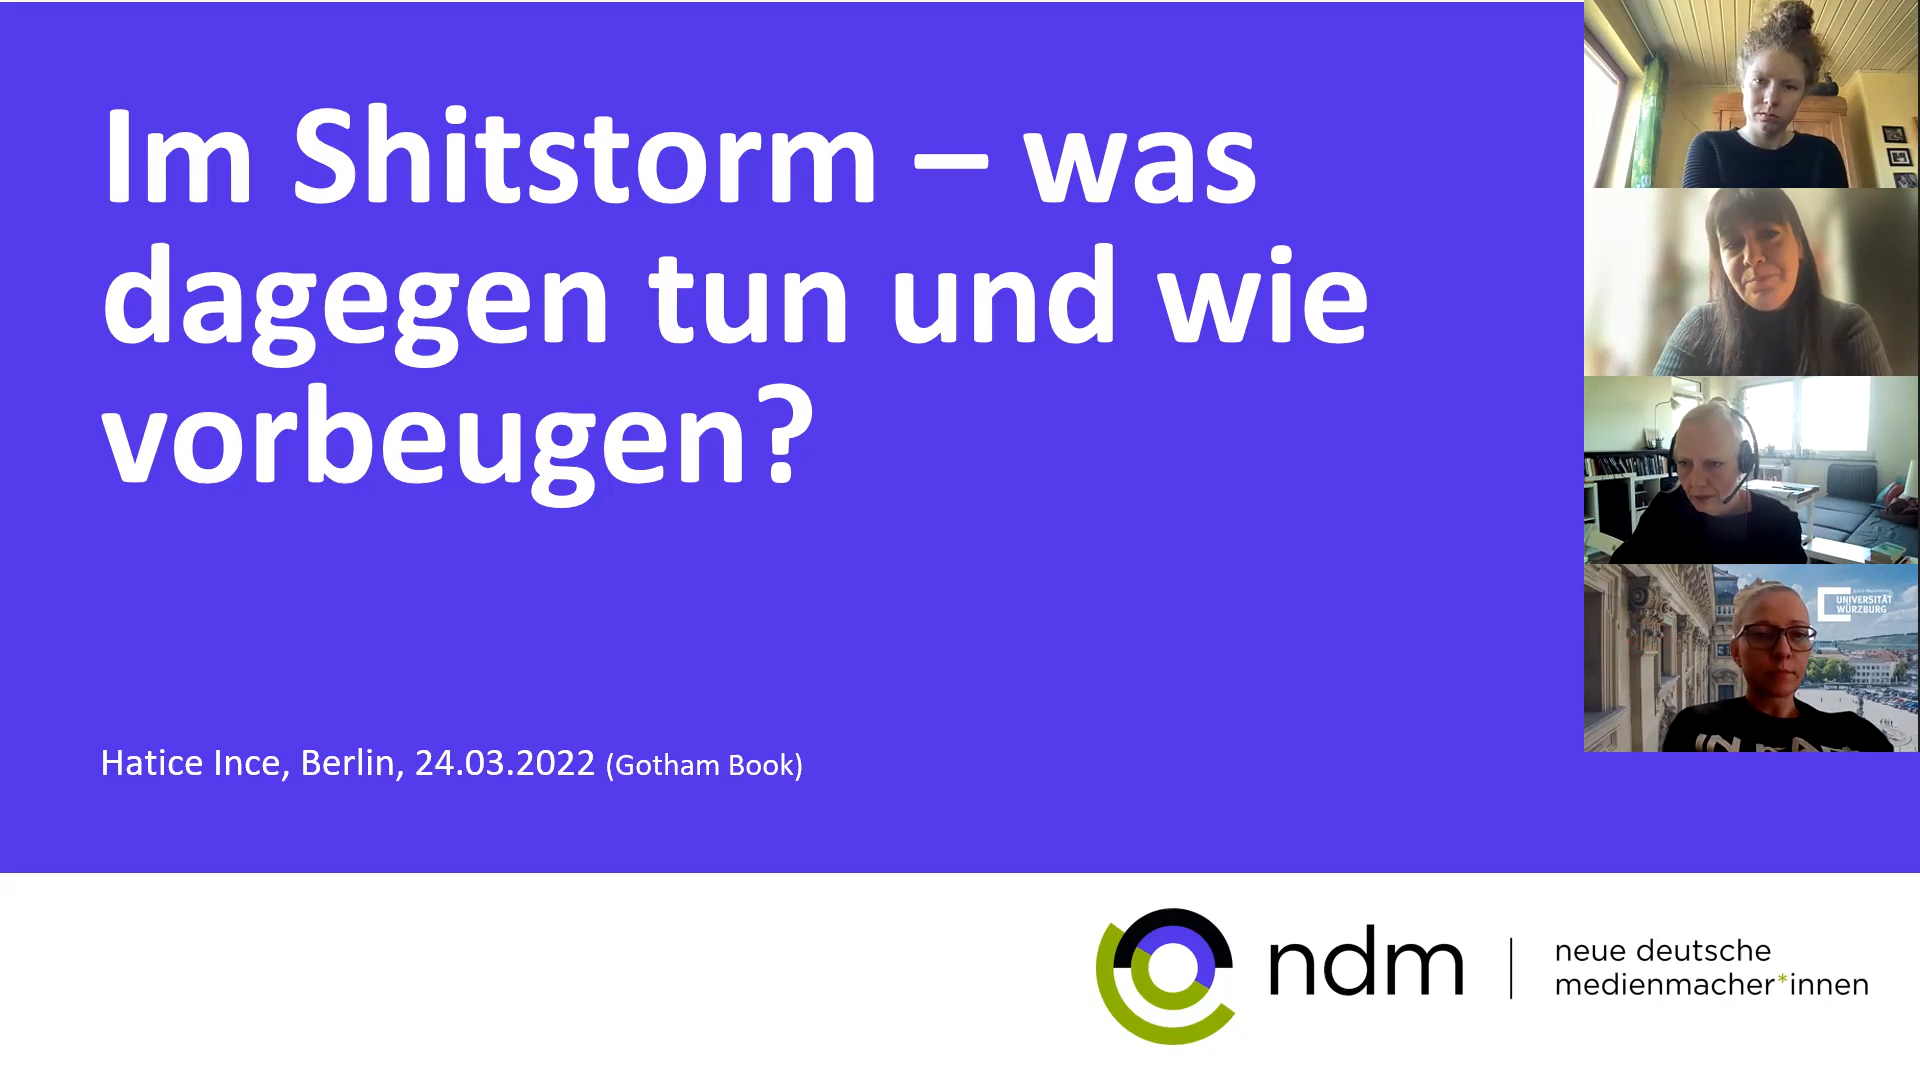 Im Shitstorm – was
dagegen tun und wie
vorbeugen?
Hatice Ince, Berlin, 24.03.2022 (Gotham Book)
UNIVERSITÄT
WÜRZBURG
ndm
neue deutsche
medienmacher*innen